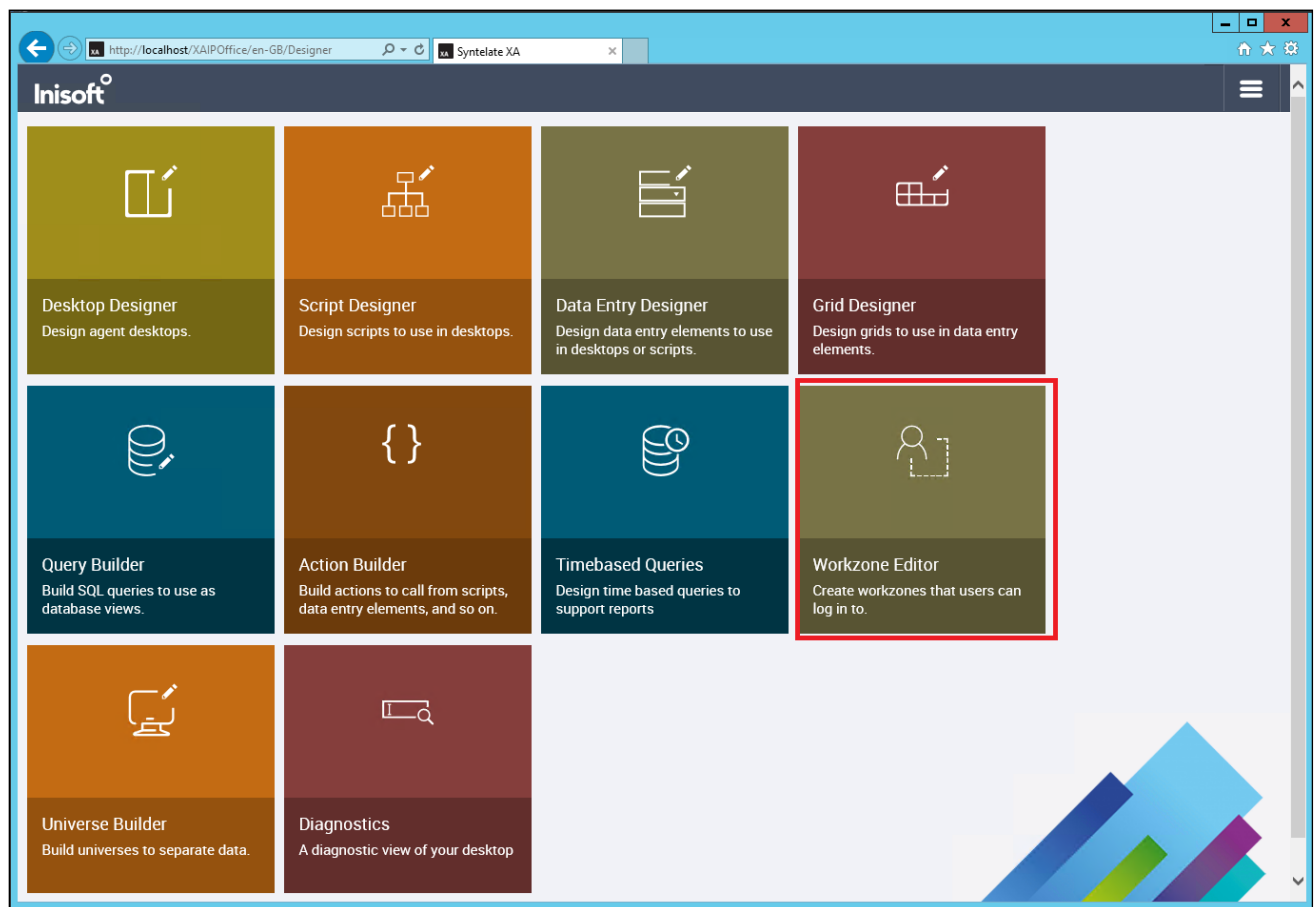 http://localhost/XAIPOffice/en-GB/Designer
XA Syntelate XA
Inisoft
Desktop Designer
Design agent desktops.
Script Designer
Design scripts to use in desktops.
Data Entry Designer
Design data entry elements to use
in desktops or scripts.
Grid Designer
Design grids to use in data entry
elements.
Query Builder
Build SQL queries to use as
database views.
{ }
Action Builder
Build actions to call from scripts,
data entry elements, and so on.
Timebased Queries
Design time based queries to
support reports
Workzone Editor
Create workzones that users can
log in to.
Universe Builder
Build universes to separate data.
Diagnostics
A diagnostic view of your desktop